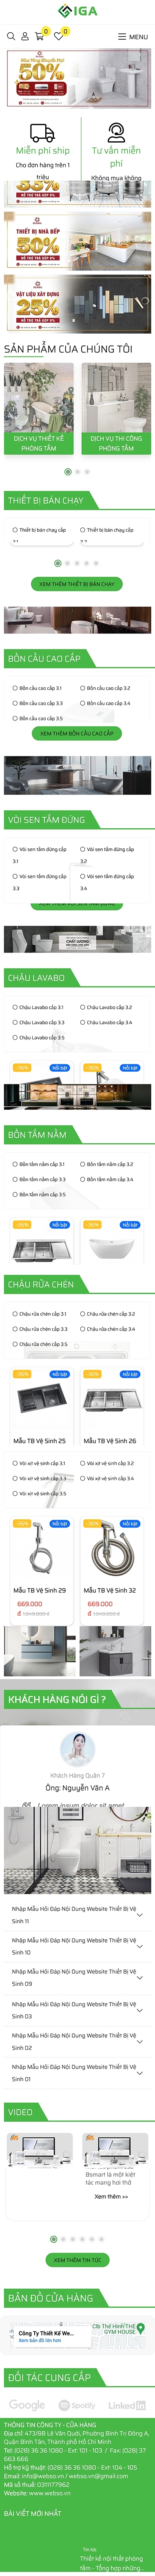 IGA
0
0
MENU
50%
Miễn phí ship
Tư vấn miễn
phí
Cho đơn hàng trên 1
triệu
Không mua không
35%
THIẾT BỊ NHÀ BẾP
50%
VẬT LIỆU XÂY DỰNG
25%
SẢN PHẨM CỦA CHÚNG TÔI
DỊCH VỤ THIẾT KẾ
PHÒNG TẮM
DỊCH VỤ THI CÔNG
PHÒNG TẮM
THIẾT BỊ BÁN CHẠY
Thiết bị bán chạy cấp
Thiết bị bán chạy cấp
XEM THÊM THIẾT BỊ BÁN CHẠY
BỒN CẦU CAO CẤP
Bồn cầu cao cấp 3.1
Bồn cầu cao cấp 3.2
Bồn cầu cao cấp 3.3
Bồn cầu cao cấp 3.4
Bồn cầu cao cấp 3.5
XEM THÊM BỒN CẦU CAO CẤP
VÒI SEN TẮM ĐỨNG
Vòi sen tắm đứng cấp
3.1
Vòi sen tắm đứng cấp
3.2
Vòi sen tắm đứng cấp
3.3
Vòi sen tắm đứng cấp
3.4
XEM THÊM VÒI SEN TẮM ĐỨNG
CHẬU LAVABO
Chậu Lavabo cấp 3.1
Chậu Lavabo cấp 3.2
Chậu Lavabo cấp 3.3
Chậu Lavabo cấp 3.4
Chậu Lavabo cấp 3.5
-36%
Nổi bật
-36%
Nổi bật
BỒN TẮM NẰM
Bồn tắm nằm cấp 3.1
Bồn tắm nằm cấp 3.2
Bồn tắm nằm cấp 3.3
Bồn tắm nằm cấp 3.4
Bồn tắm nằm cấp 3.5
-36%
Nổi bật
-36%
Nổi bật
CHẬU RỬA CHÉN
Chậu rửa chén cấp 3.1
Chậu rửa chén cấp 3.2
Chậu rửa chén cấp 3.3
Chậu rửa chén cấp 3.4
Chậu rửa chén cấp 3.5
-36%
Nổi bật
-36%
Nổi bật
Mẫu TB Vệ Sinh 25
Mẫu TB Vệ Sinh 26
Vòi xịt vệ sinh cấp 3.1
Vòi xịt vệ sinh cấp 3.2
Vòi xịt vệ sinh cấp 3.3
Vòi xịt vệ sinh cấp 3.4
Vòi xịt vệ sinh cấp 3.5
-36%
Nổi bật
-36%
Nổi bật
Mẫu TB Vệ Sinh 29
Mẫu TB Vệ Sinh 32
669.000
đ 1.049.000 đ
669.000
đ 1.049.000 đ
KHÁCH HÀNG NÓI GÌ ?
Khách Hàng Quận 7
Ông: Nguyễn Văn A
Lorem ipsum dolor sit amet
Nhập Mẫu Hỏi Đáp Nội Dung Website Thiết Bị Vệ
Sinh 11
Nhập Mẫu Hỏi Đáp Nội Dung Website Thiết Bị Vệ
Sinh 10
Nhập Mẫu Hỏi Đáp Nội Dung Website Thiết Bị Vệ
Sinh 09
Nhập Mẫu Hỏi Đáp Nội Dung Website Thiết Bị Vệ
Sinh 03
Nhập Mẫu Hỏi Đáp Nội Dung Website Thiết Bị Vệ
Sinh 02
Nhập Mẫu Hỏi Đáp Nội Dung Website Thiết Bị Vệ
Sinh 01
VIDEO
Bsmart là một kiệt
tác mang hơi thở
Xem thêm >>
XEM THÊM TIN TỨC
BẢN ĐỒ CỬA HÀNG
Công Ty Thiết Kế We...
Xem bản đồ lớn hơn
Clb Thể Hình THE
GYM HOUSE
ĐỐI TÁC CUNG CẤP
Google
Spotify
Linkedin
THÔNG TIN CÔNG TY - CỬA HÀNG
Địa chỉ: 473/8B Lê Văn Quới, Phường Bình Trị Đông A,
Quận Bình Tân, Thành phố Hồ Chí Minh
Tel: (028) 36 36 1080 - Ext: 101 - 103 / Fax: (028) 37
663 666
Hỗ trợ kỹ thuật: (028) 36 36 1080 - Ext: 104 - 105
Email: info@webso.vn / webso.vn@gmail.com
Mã số thuế: 0311177952
Website: www.webso.vn
BÀI VIẾT MỚI NHẤT
Tin tức
Thiết kế nội thất phòng
tắm - Tổng hợp những...